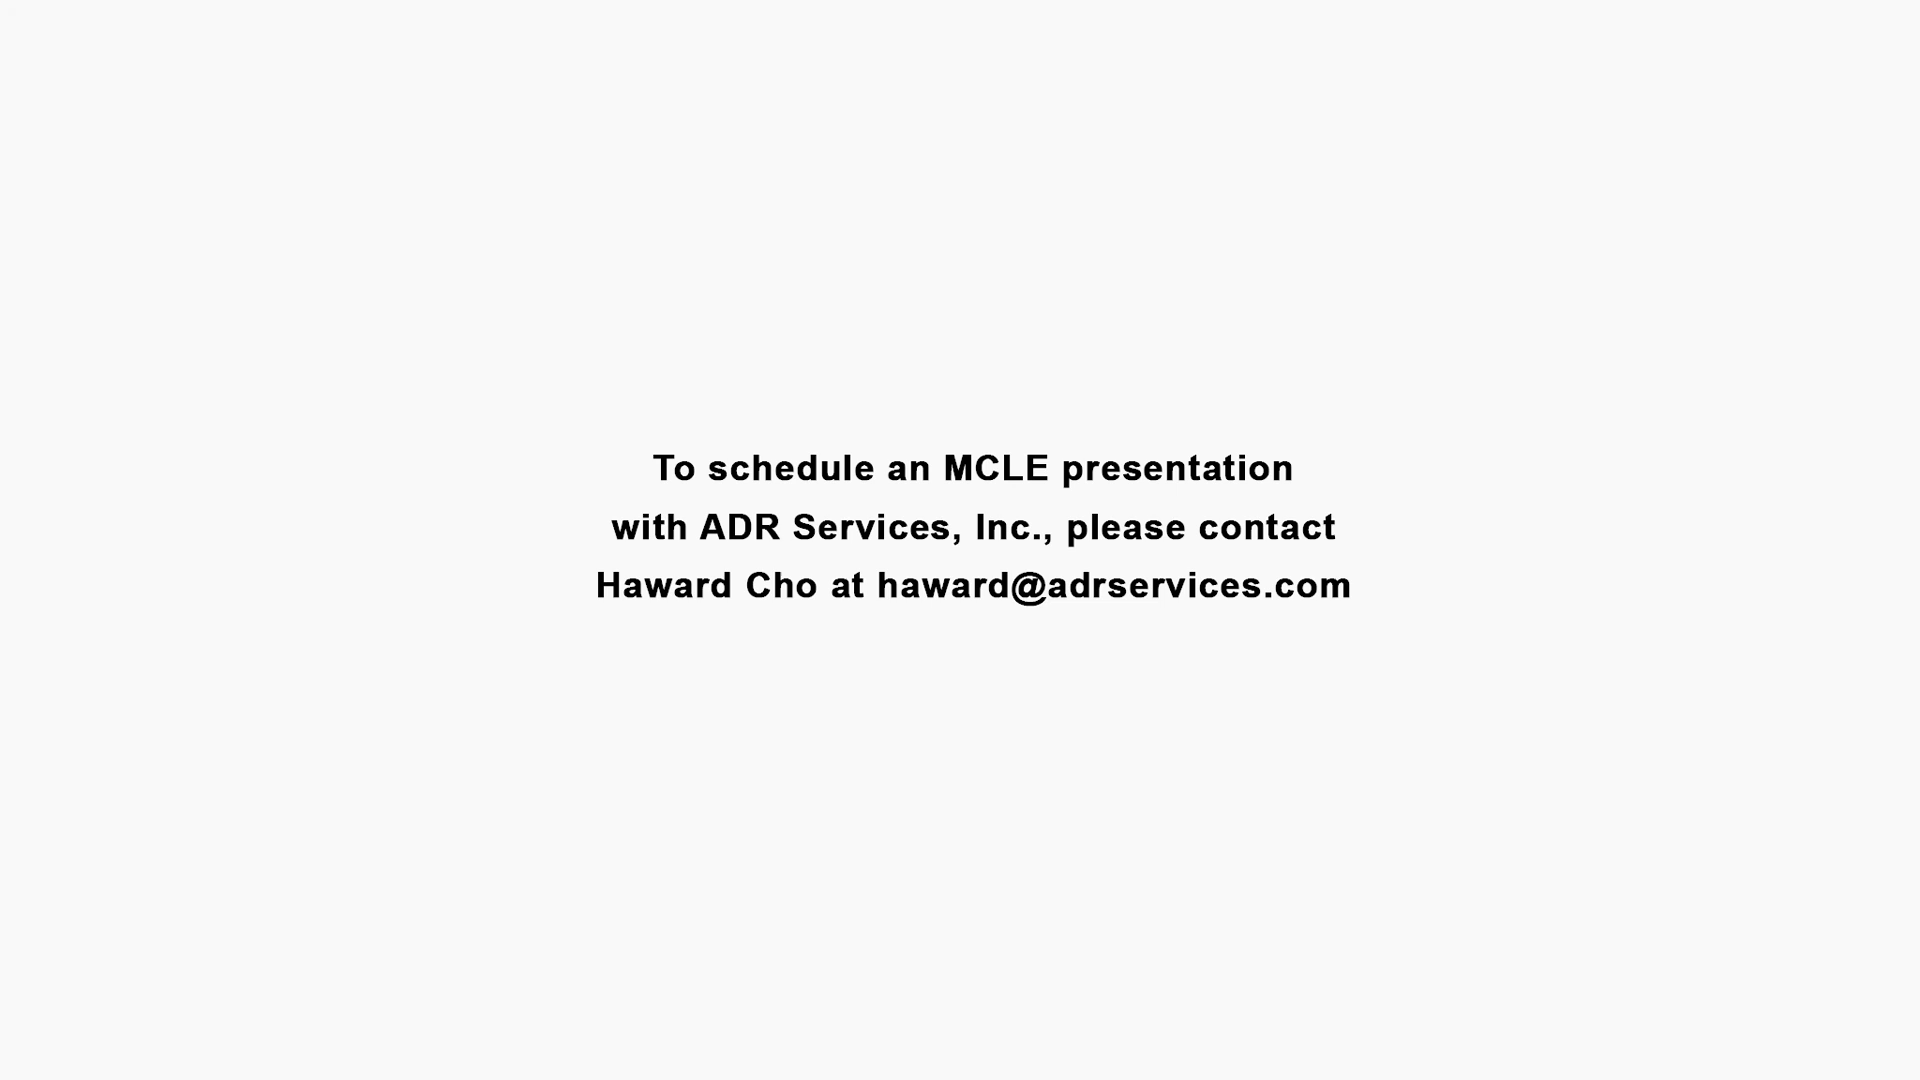 To schedule an MCLE presentation
with ADR Services, Inc., please contact
Haward Cho at haward@adrservices.com